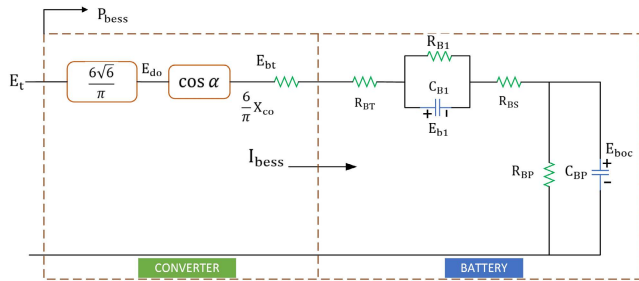 P_bess
E_t
6√6/π
E_do
cos α
E_bt
6/π X_co
R_BT
R_B1
C_B1
+ -
E_b1
R_BS
I_bess
R_BP
C_BP
E_boc
+
-
CONVERTER
BATTERY